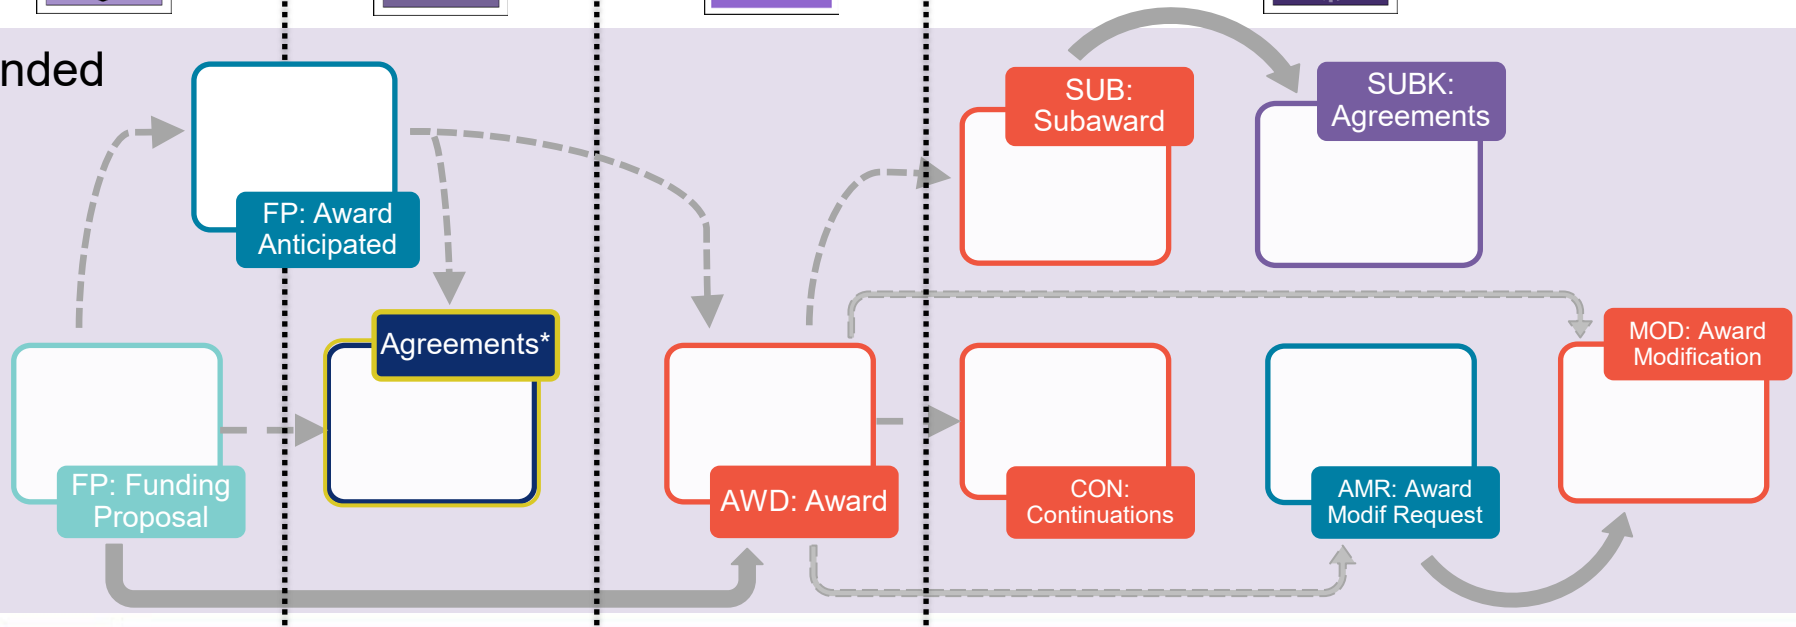 nded
SUB:
Subaward
SUBK:
Agreements
FP: Award
Anticipated
Agreements*
MOD: Award
Modification
FP: Funding
Proposal
AWD: Award
CON:
Continuations
AMR: Award
Modif Request